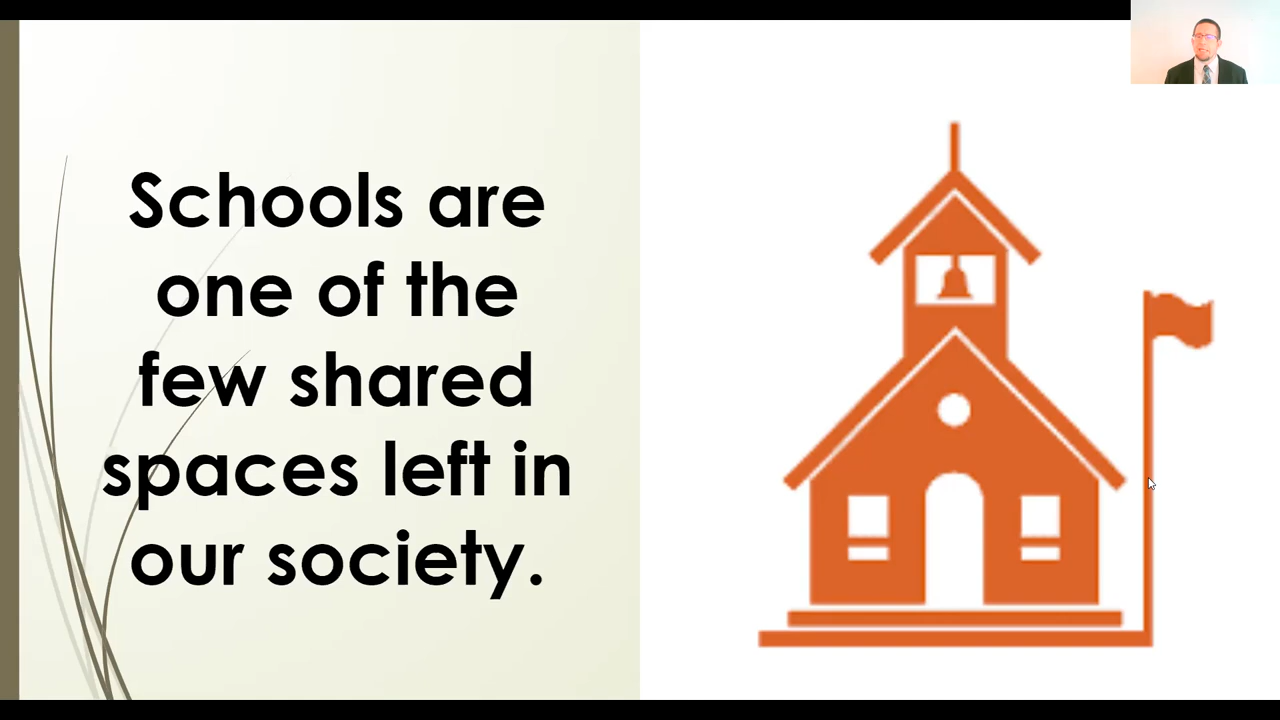 Schools are
one of the
few shared
spaces left in
our society.